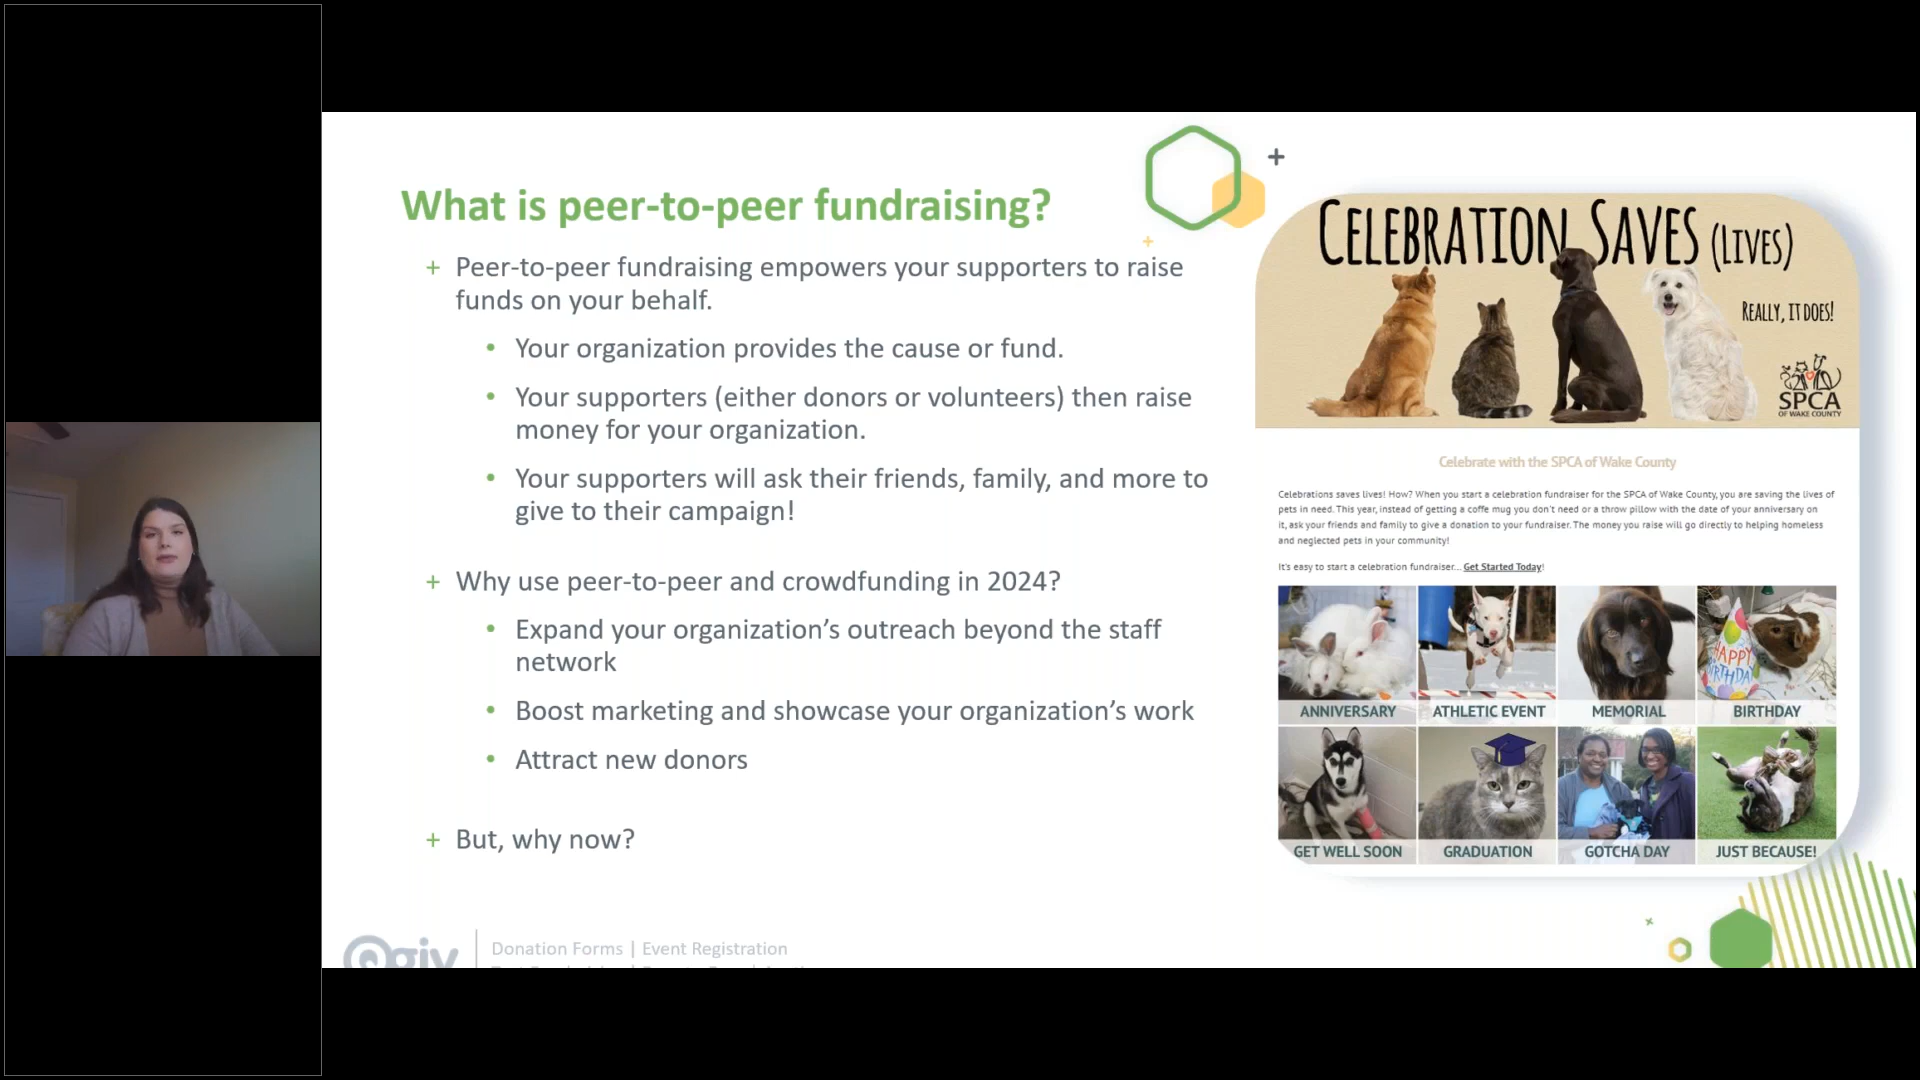 What is peer-to-peer fundraising?
+ Peer-to-peer fundraising empowers your supporters to raise
funds on your behalf.
• Your organization provides the cause or fund.
• Your supporters (either donors or volunteers) then raise
money for your organization.
• Your supporters will ask their friends, family, and more to
give to their campaign!
+ Why use peer-to-peer and crowdfunding in 2024?
• Expand your organization’s outreach beyond the staff
network
• Boost marketing and showcase your organization’s work
• Attract new donors
+ But, why now?
CELEBRATION SAVES (LIVES)
REALLY, IT DOES!
SPCA
OF WAKE COUNTY
Celebrate with the SPCA of Wake County
Celebrations saves lives! How? When you start a celebration fundraiser for the SPCA of Wake County, you are saving the lives of
pets in need. This year, instead of getting a coffe mug you don't need or a throw pillow with the date of your anniversary on
it, ask your friends and family to give a donation to your fundraiser. The money you raise will go directly to helping homeless
and neglected pets in your community!
It's easy to start a celebration fundraiser... Get Started Today!
HAPPY
BIRTHDAY
ANNIVERSARY
ATHLETIC EVENT
MEMORIAL
BIRTHDAY
GET WELL SOON
GRADUATION
GOTCHA DAY
JUST BECAUSE!
Qgiv
Donation Forms | Event Registration